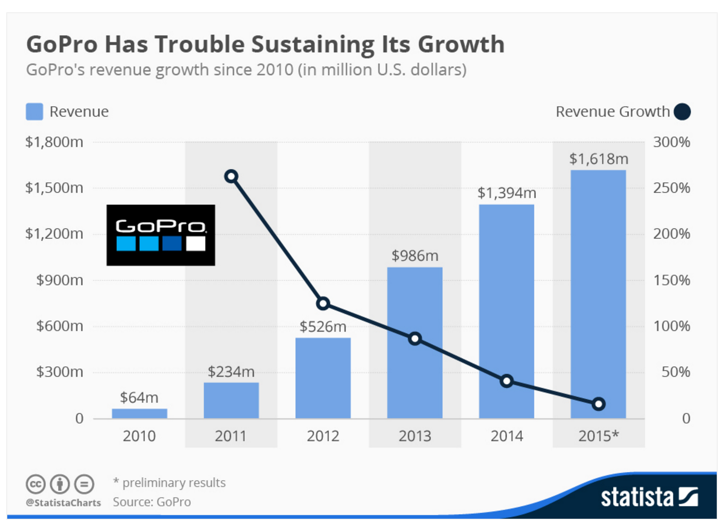 GoPro Has Trouble Sustaining Its Growth
GoPro's revenue growth since 2010 (in million U.S. dollars)
Revenue
Revenue Growth
$1,800m
$1,500m
$1,200m
$900m
$600m
$300m
0
300%
250%
200%
150%
100%
50%
0
GoPro
$64m
$234m
$526m
$986m
$1,394m
$1,618m
2010 2011 2012 2013 2014 2015*
cc
@StatistaCharts
* preliminary results
Source: GoPro
statista